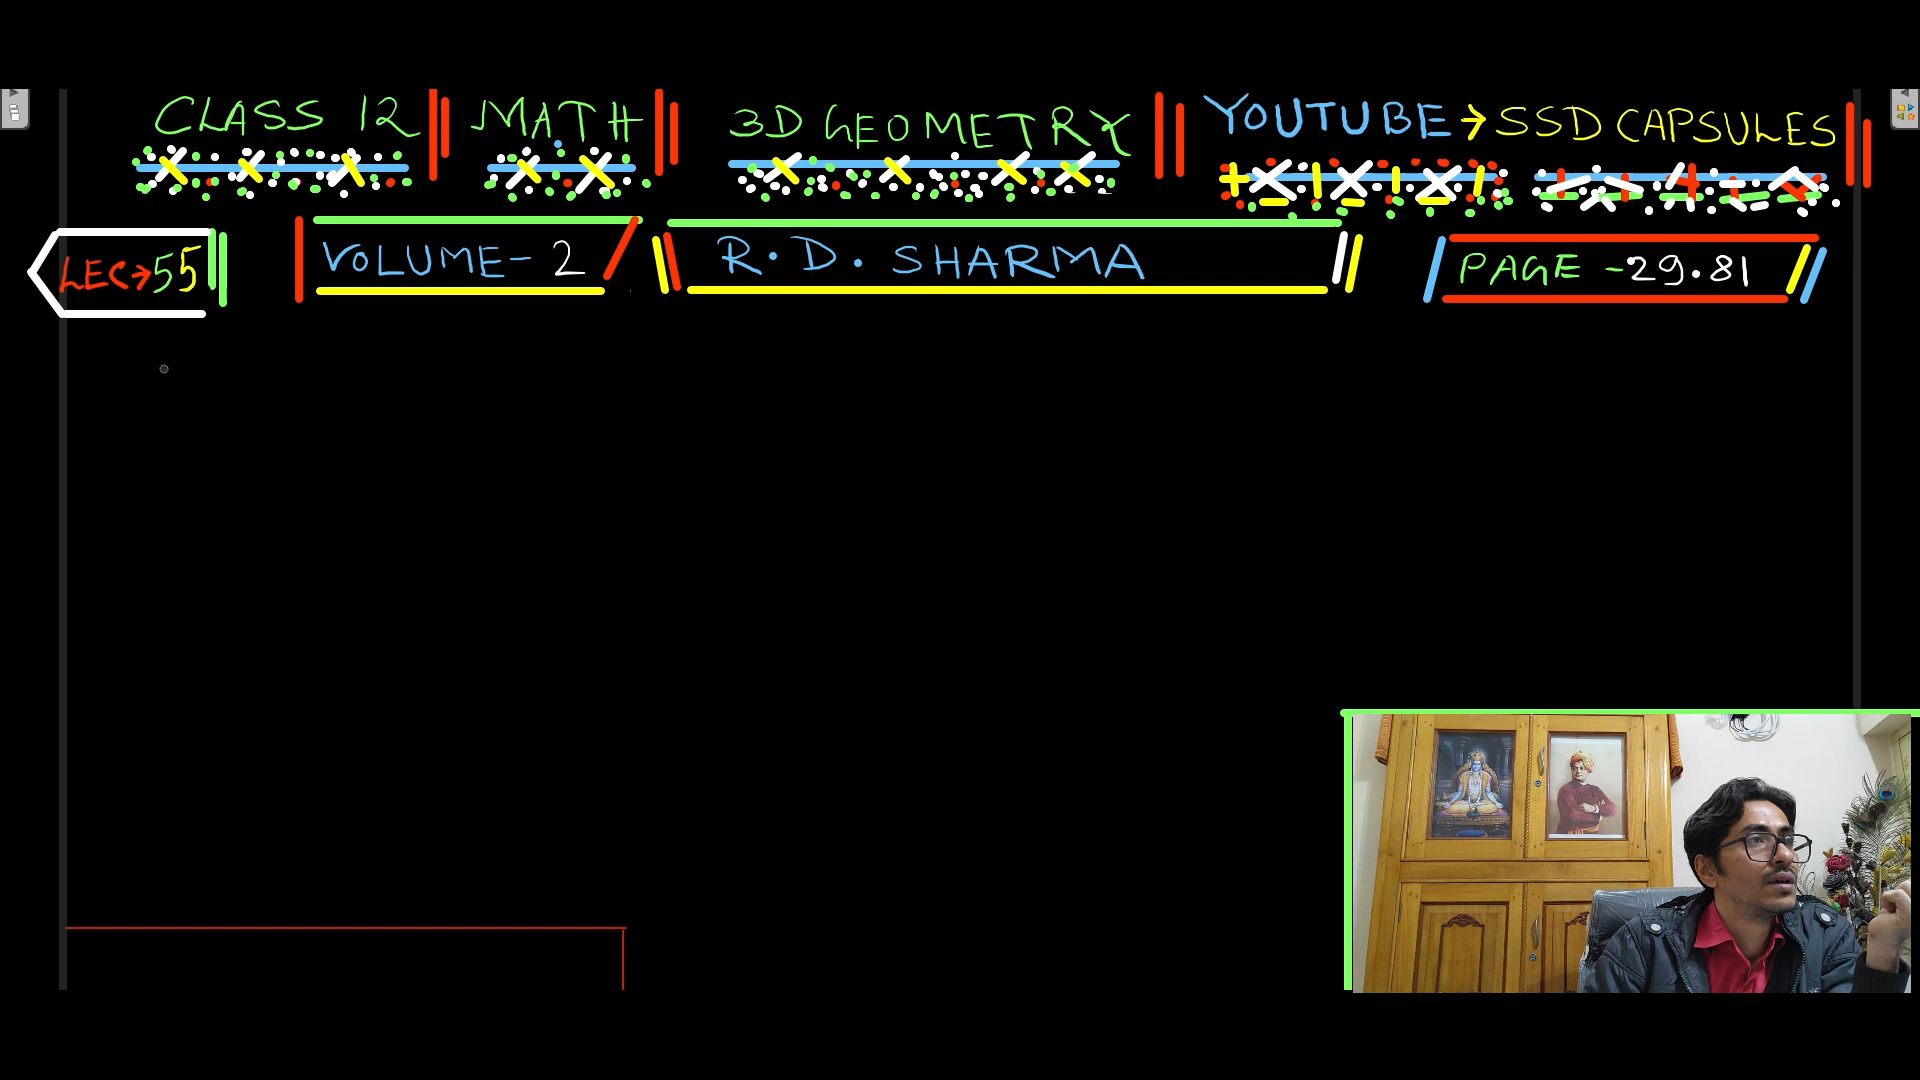 CLASS 12 MATH 3D GEOMETRY YOUTUBE → SSD CAPSULES
LEC→55 VOLUME-2 R.D. SHARMA PAGE -29.81